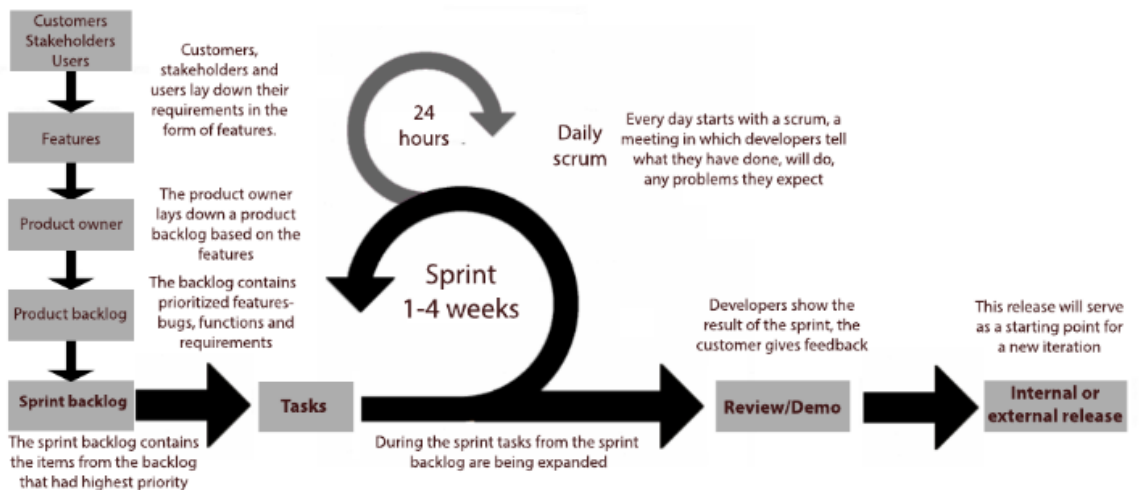 Customers
Stakeholders
Users
Customers,
stakeholders and
users lay down their
requirements in the
form of features.
Features
Product owner
The product owner
lays down a product
backlog based on the
features
Product backlog
The backlog contains
prioritized features-
bugs, functions and
requirements
Sprint backlog
The sprint backlog contains
the items from the backlog
that had highest priority
Tasks
24
hours
Daily
scrum
Every day starts with a scrum, a
meeting in which developers tell
what they have done, will do,
any problems they expect
Sprint
1-4 weeks
During the sprint tasks from the sprint
backlog are being expanded
Developers show the
result of the sprint, the
customer gives feedback
Review/Demo
This release will serve
as a starting point for
a new iteration
Internal or
external release